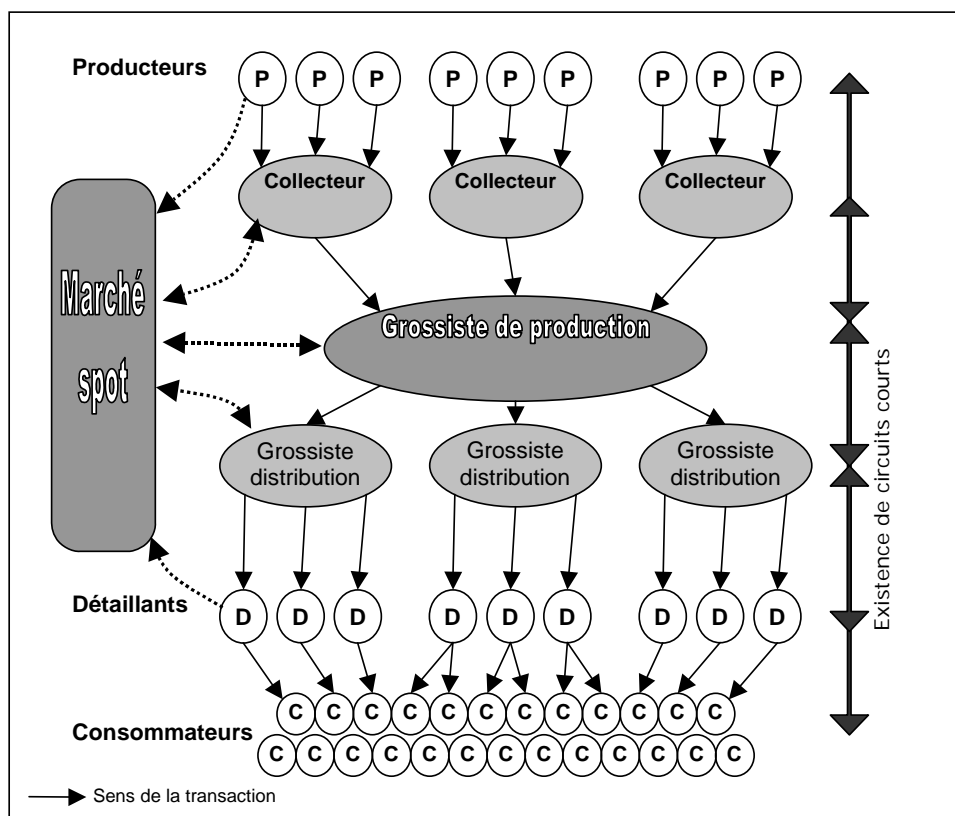 Producteurs P P P P P P P P P
Collecteur Collecteur Collecteur
Marché
spot
Grossiste de production
Grossiste
distribution
Grossiste
distribution
Grossiste
distribution
Existence de circuits courts
Détaillants D D D D D D D D D
C C C C C C C C C C C C
Consommateurs
C C C C C C C C C C C C C
Sens de la transaction